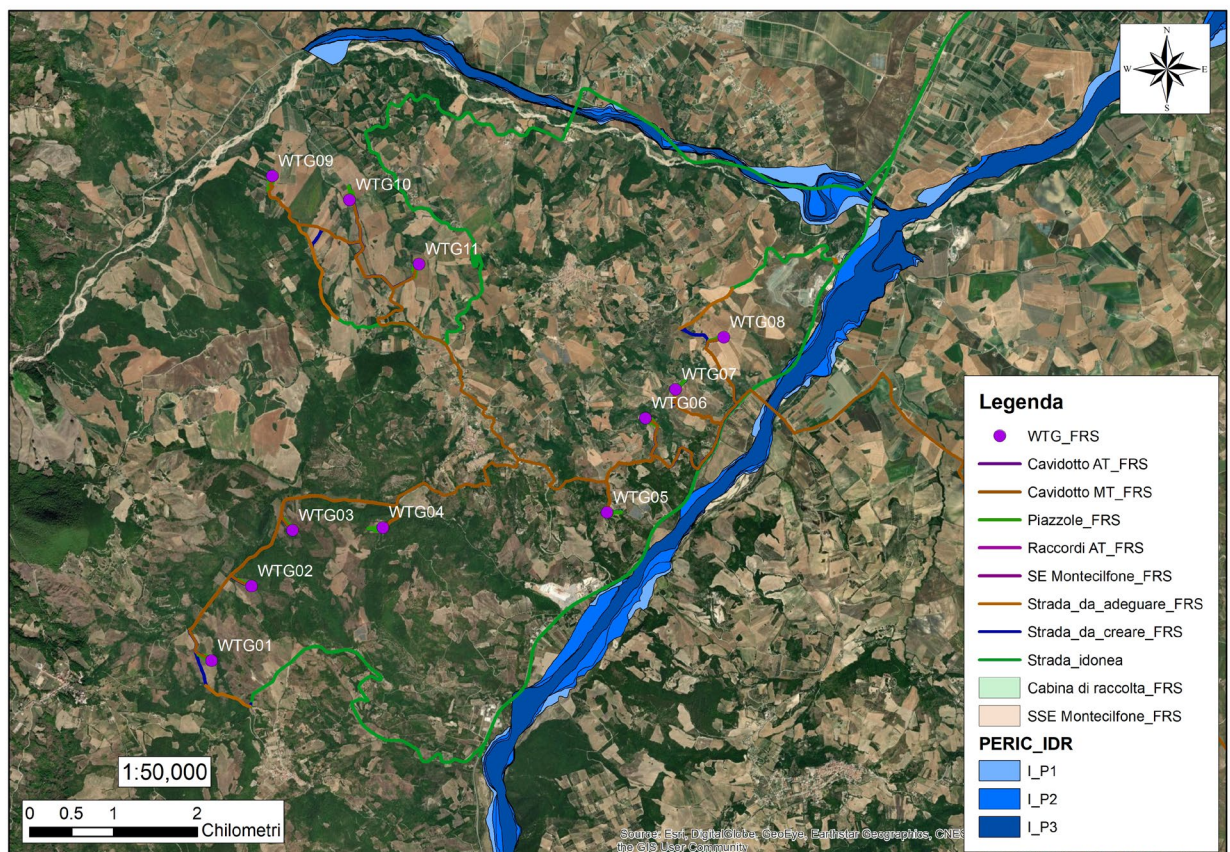 N
W E
S
WTG09
WTG10
WTG11
WTG08
WTG07
WTG06
WTG05
WTG03
WTG04
WTG02
WTG01
1:50,000
0 0.5 1 2
Chilometri
Legenda
WTG_FRS
Cavidotto AT_FRS
Cavidotto MT_FRS
Piazzole_FRS
Raccordi AT_FRS
SE Montecilfone_FRS
Strada_da_adeguare_FRS
Strada_da_creare_FRS
Strada_idonea
Cabina di raccolta_FRS
SSE Montecilfone_FRS
PERIC_IDR
I_P1
I_P2
I_P3
Source: Esri, DigitalGlobe, GeoEye, Earthstar Geographics, CNES
the GIS User Community